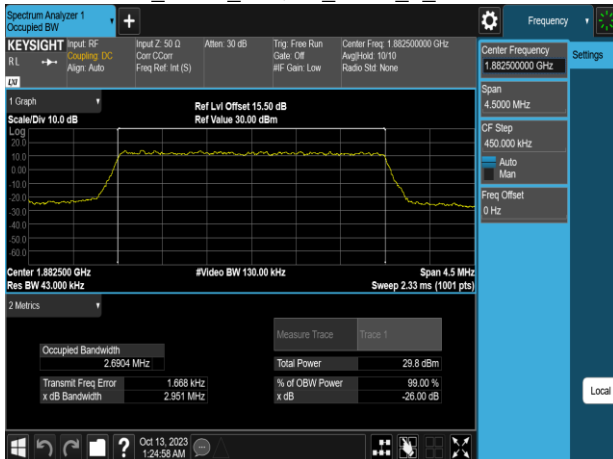 Spectrum Analyzer 1
Occupied BW
Frequency
KEYSIGHT
RL
LXI
Input: RF
Coupling: DC
Align: Auto
Input Z: 50 Ω
Corr CCorr
Freq Ref: Int (S)
Atten: 30 dB
Trig: Free Run
Gate: Off
#IF Gain: Low
Center Freq: 1.882500000 GHz
Avg|Hold: 10/10
Radio Std: None
Center Frequency
1.882500000 GHz
Settings
Span
4.5000 MHz
CF Step
450.000 kHz
Auto
Man
Freq Offset
0 Hz
Local
1 Graph
Scale/Div 10.0 dB
Ref Lvl Offset 15.50 dB
Ref Value 30.00 dBm
Log
20.0
10.0
0.00
-10.0
-20.0
-30.0
-40.0
-50.0
-60.0
Center 1.882500 GHz
Res BW 43.000 kHz
#Video BW 130.00 kHz
Span 4.5 MHz
Sweep 2.33 ms (1001 pts)
2 Metrics
Measure Trace
Trace 1
Occupied Bandwidth
2.6904 MHz
Total Power
29.8 dBm
Transmit Freq Error
1.668 kHz
% of OBW Power
99.00 %
x dB Bandwidth
2.951 MHz
x dB
-26.00 dB
?
Oct 13, 2023
1:24:58 AM